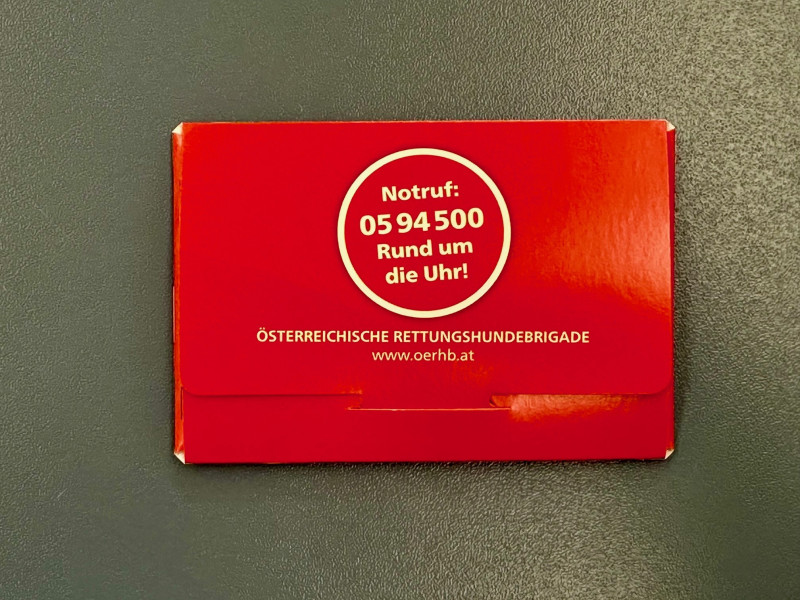 Notruf:
05 94 500
Rund um
die Uhr!
ÖSTERREICHISCHE RETTUNGSHUNDEBRIGADE
www.oerhb.at